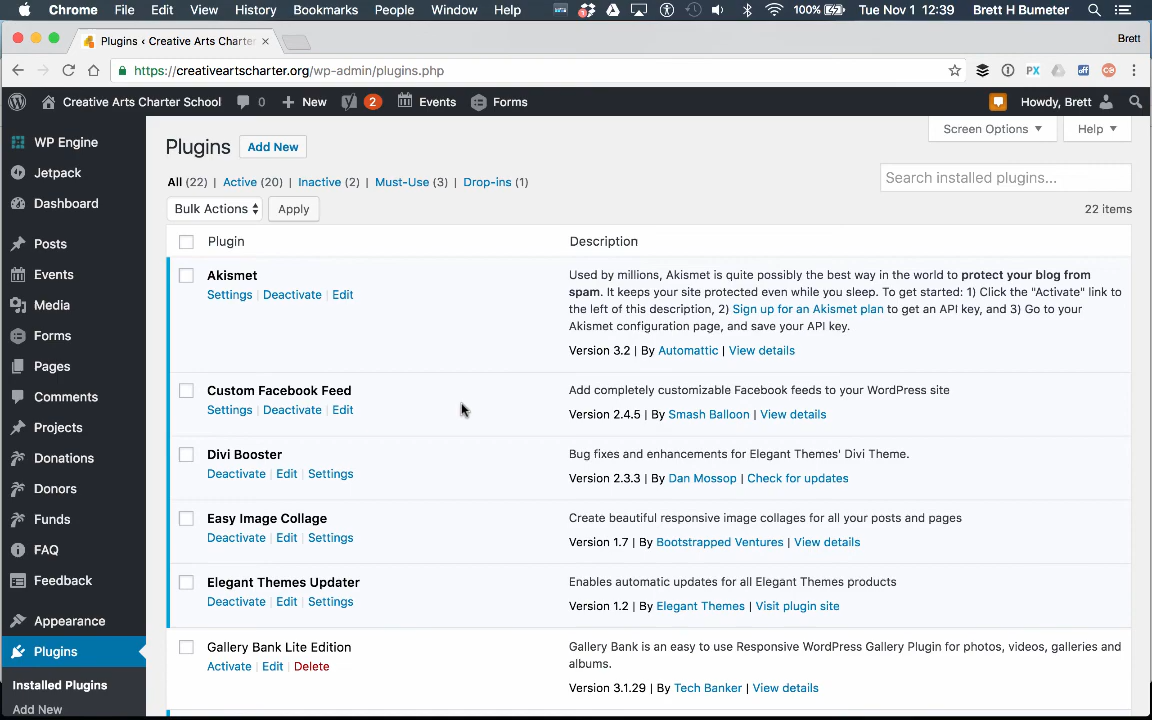 Chrome File Edit View History Bookmarks People Window Help 100% Tue Nov 1 12:39 Brett H Bumeter
Plugins ‹ Creative Arts Charter × Brett
https://creativeartscharter.org/wp-admin/plugins.php
Creative Arts Charter School 0 New 2 Events Forms Howdy, Brett
WP Engine
Jetpack
Dashboard
Posts
Events
Media
Forms
Pages
Comments
Projects
Donations
Donors
Funds
FAQ
Feedback
Appearance
Plugins
Installed Plugins
Add New
Screen Options ▼ Help ▼
Plugins Add New
All (22) | Active (20) | Inactive (2) | Must-Use (3) | Drop-ins (1)
Search installed plugins...
Bulk Actions Apply 22 items
Plugin Description
Akismet
Settings | Deactivate | Edit
Used by millions, Akismet is quite possibly the best way in the world to protect your blog from
spam. It keeps your site protected even while you sleep. To get started: 1) Click the "Activate" link to
the left of this description, 2) Sign up for an Akismet plan to get an API key, and 3) Go to your
Akismet configuration page, and save your API key.
Version 3.2 | By Automattic | View details
Custom Facebook Feed
Settings | Deactivate | Edit
Add completely customizable Facebook feeds to your WordPress site
Version 2.4.5 | By Smash Balloon | View details
Divi Booster
Deactivate | Edit | Settings
Bug fixes and enhancements for Elegant Themes' Divi Theme.
Version 2.3.3 | By Dan Mossop | Check for updates
Easy Image Collage
Deactivate | Edit | Settings
Create beautiful responsive image collages for all your posts and pages
Version 1.7 | By Bootstrapped Ventures | View details
Elegant Themes Updater
Deactivate | Edit | Settings
Enables automatic updates for all Elegant Themes products
Version 1.2 | By Elegant Themes | Visit plugin site
Gallery Bank Lite Edition
Activate | Edit | Delete
Gallery Bank is an easy to use Responsive WordPress Gallery Plugin for photos, videos, galleries and
albums.
Version 3.1.29 | By Tech Banker | View details